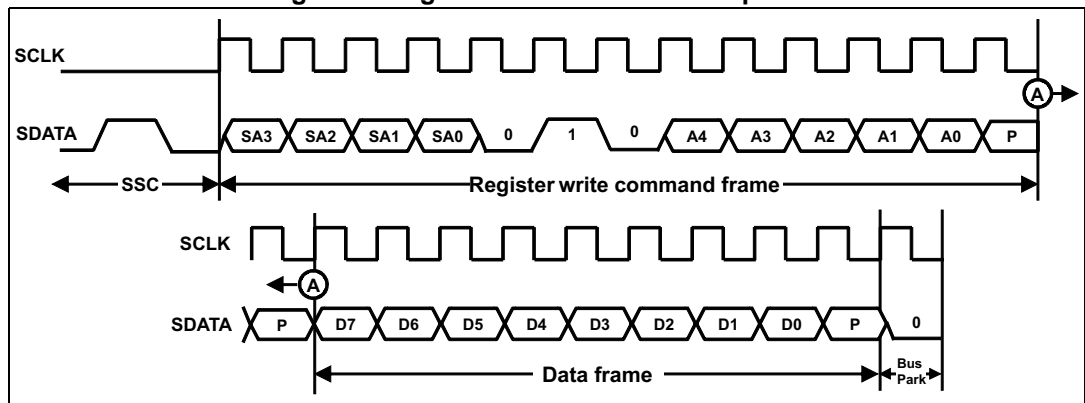 SCLK
A
SDATA SA3 SA2 SA1 SA0 0 1 0 A4 A3 A2 A1 A0 P
SSC Register write command frame
SCLK
A
SDATA P D7 D6 D5 D4 D3 D2 D1 D0 P 0
Data frame Bus
Park